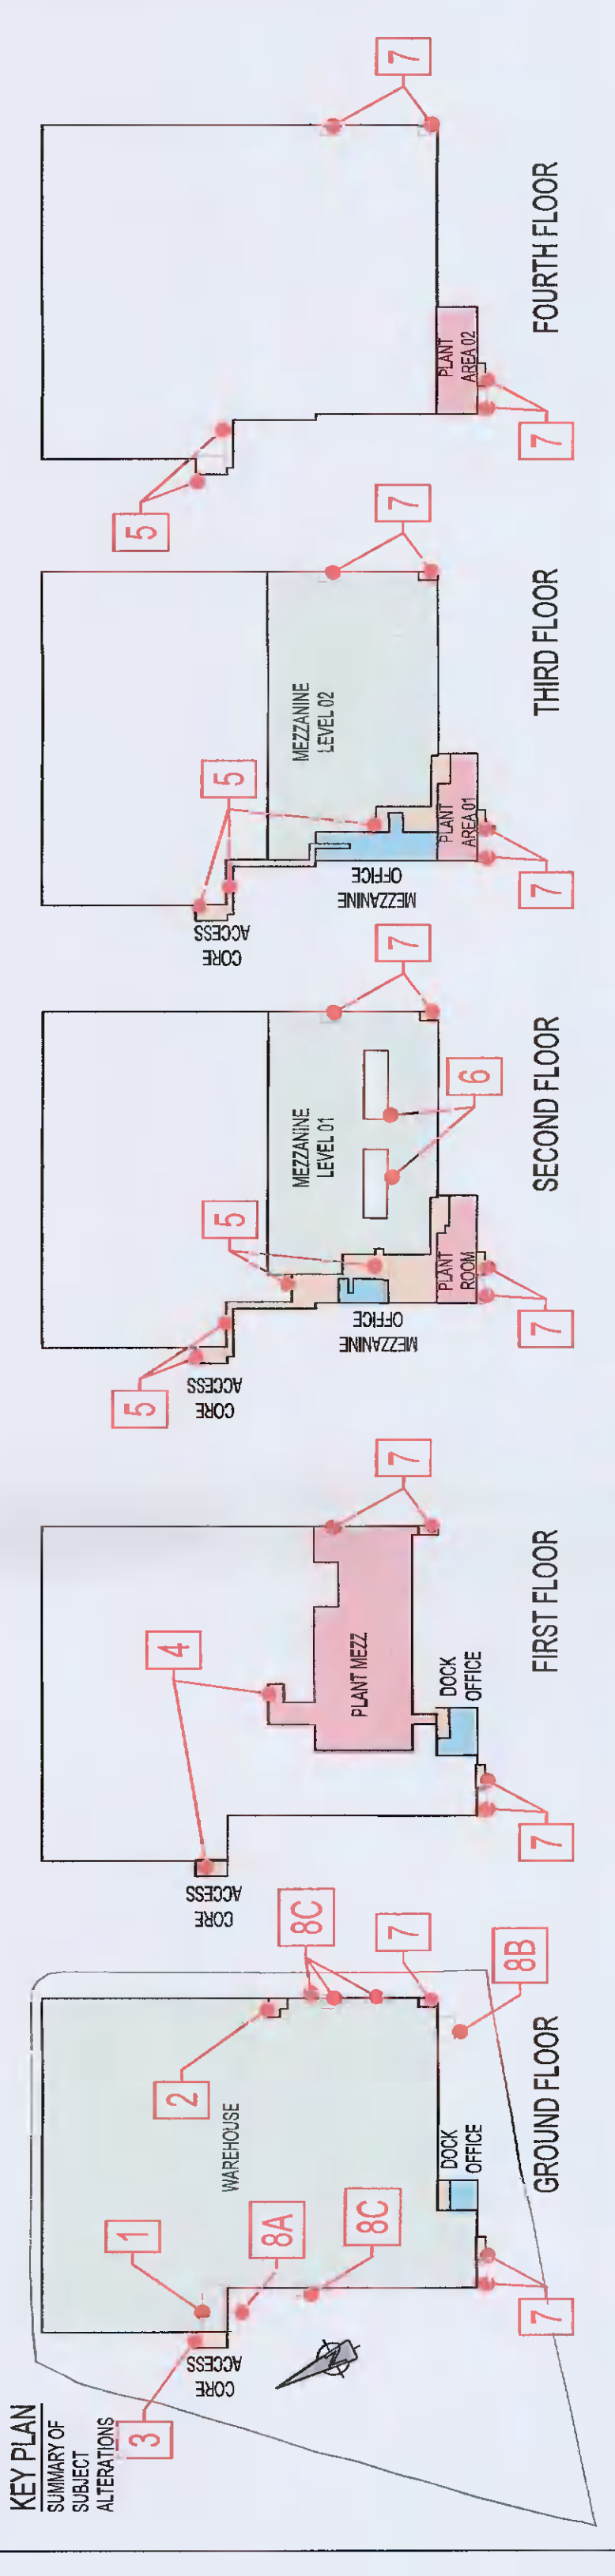 KEY PLAN
SUMMARY OF
SUBJECT
ALTERATIONS
3
1
2
8A
8C
8C
7
8B
7
WAREHOUSE
CORE
ACCESS
DOCK
OFFICE
GROUND FLOOR
4
7
7
PLANT MEZZ.
CORE
ACCESS
DOCK
OFFICE
FIRST FLOOR
5
5
6
7
7
MEZZANINE
LEVEL 01
CORE
ACCESS
MEZZANINE
OFFICE
PLANT
ROOM
SECOND FLOOR
5
7
7
MEZZANINE
LEVEL 02
CORE
ACCESS
MEZZANINE
OFFICE
PLANT
AREA 01
THIRD FLOOR
5
7
7
PLANT
AREA 02
FOURTH FLOOR